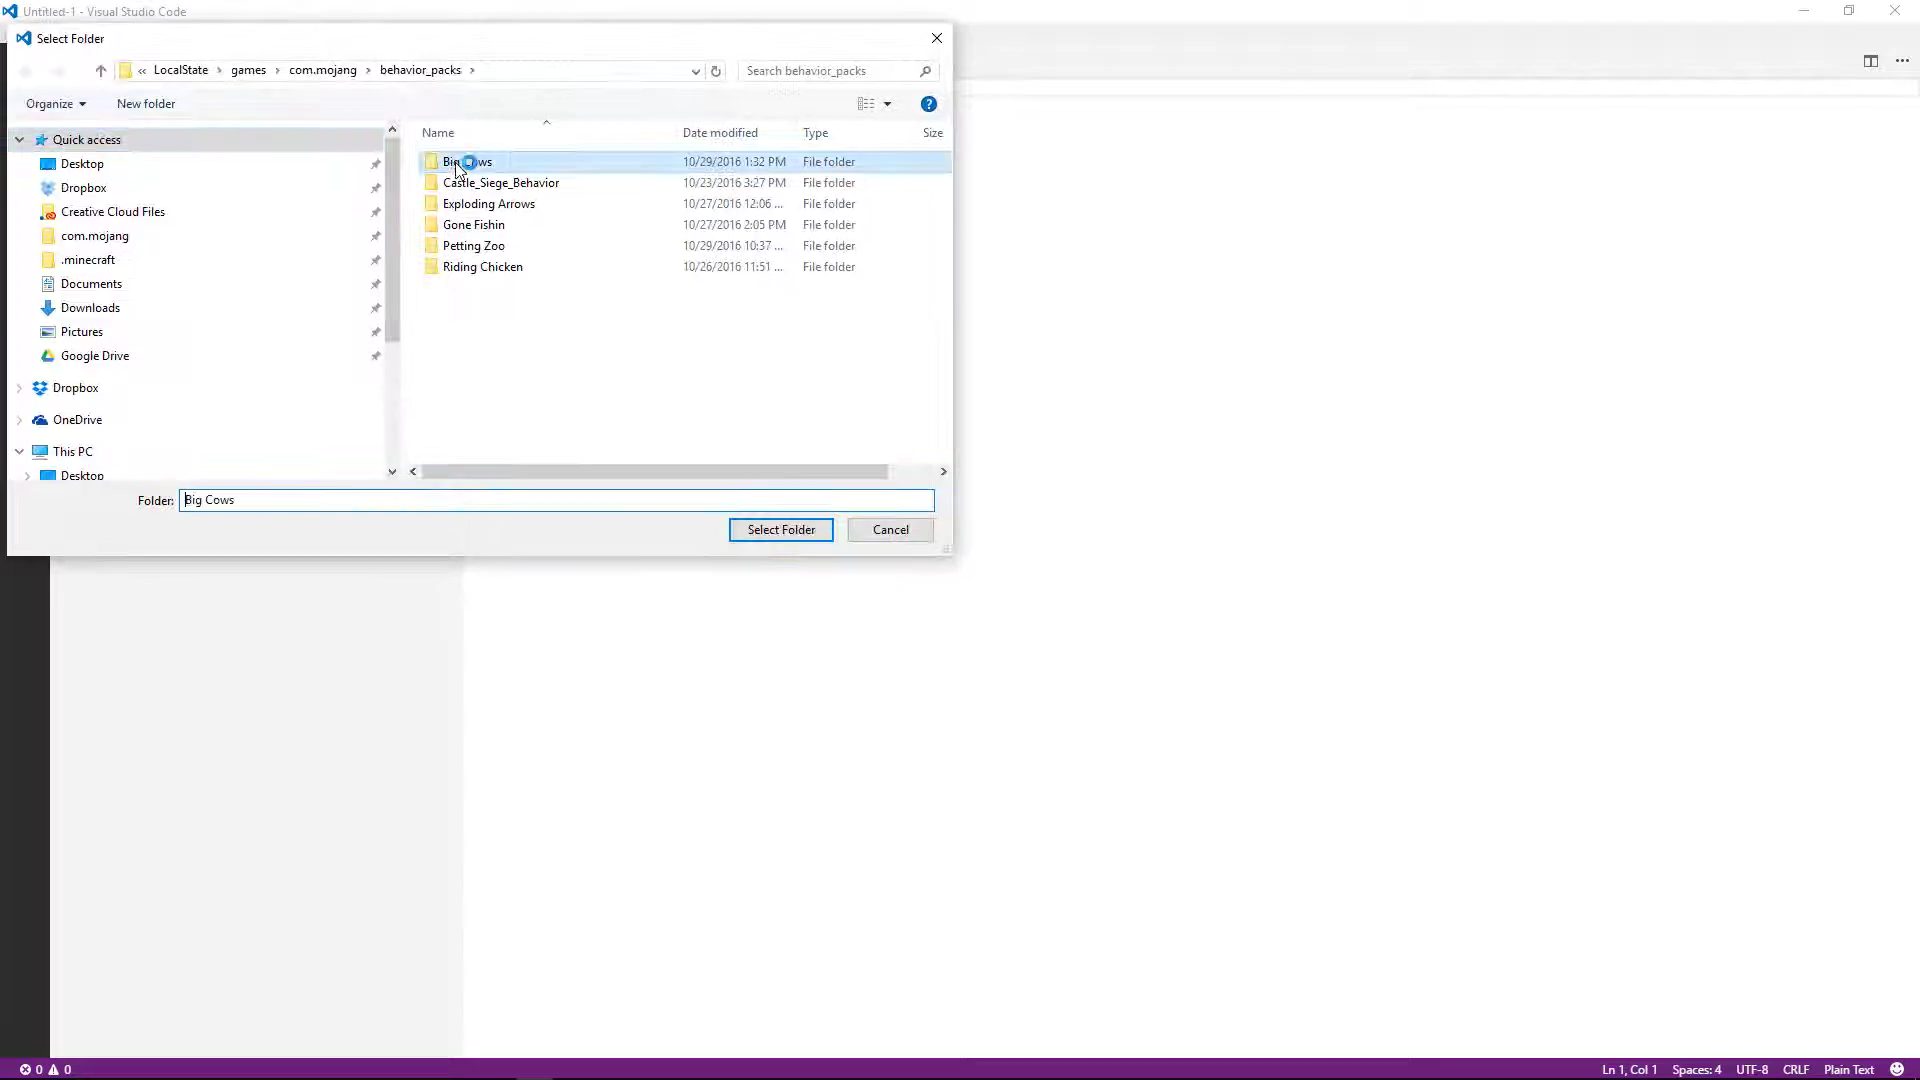 Untitled-1 - Visual Studio Code
Select Folder
« LocalState › games › com.mojang › behavior_packs ›
Search behavior_packs
Organize
New folder
?
Name
Date modified
Type
Size
Quick access
Desktop
Dropbox
Creative Cloud Files
com.mojang
.minecraft
Documents
Downloads
Pictures
Google Drive
Dropbox
OneDrive
This PC
Desktop
Big Cows 10/29/2016 1:32 PM File folder
Castle_Siege_Behavior 10/23/2016 3:27 PM File folder
Exploding Arrows 10/27/2016 12:06 ... File folder
Gone Fishin 10/27/2016 2:05 PM File folder
Petting Zoo 10/29/2016 10:37 ... File folder
Riding Chicken 10/26/2016 11:51 ... File folder
Folder: Big Cows
Select Folder
Cancel
0 0
Ln 1, Col 1 Spaces: 4 UTF-8 CRLF Plain Text